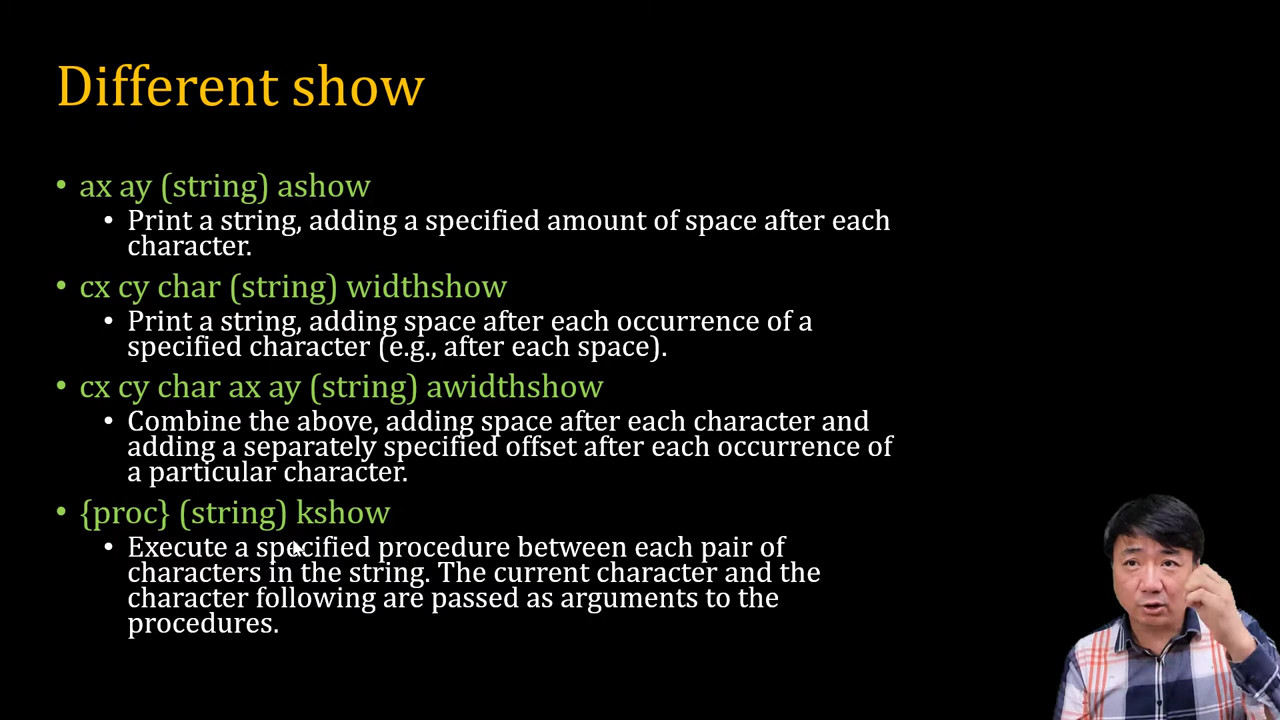 Different show
• ax ay (string) ashow
• Print a string, adding a specified amount of space after each
character.
• cx cy char (string) widthshow
• Print a string, adding space after each occurrence of a
specified character (e.g., after each space).
• cx cy char ax ay (string) awidthshow
• Combine the above, adding space after each character and
adding a separately specified offset after each occurrence of
a particular character.
• {proc} (string) kshow
• Execute a specified procedure between each pair of
characters in the string. The current character and the
character following are passed as arguments to the
procedures.